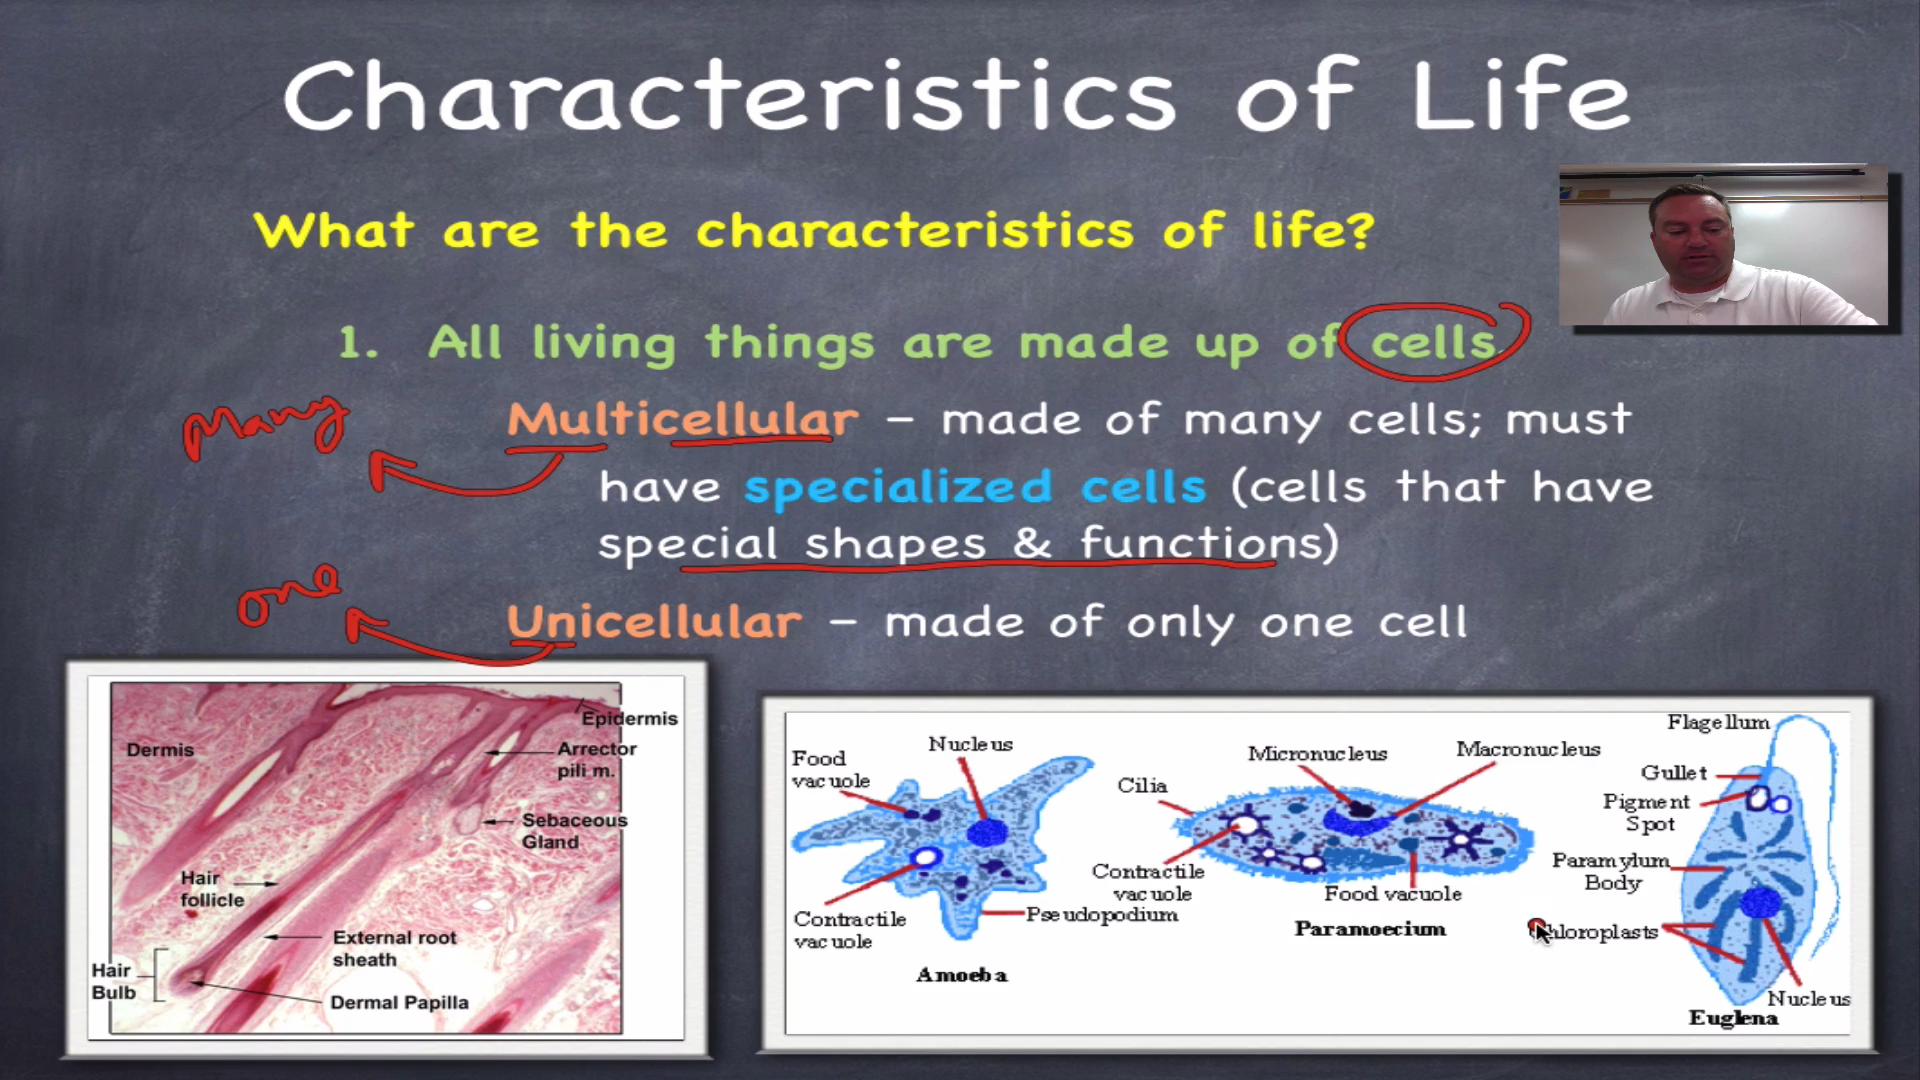 Characteristics of Life
What are the characteristics of life?
1. All living things are made up of cells.
Many
Multicellular – made of many cells; must
have specialized cells (cells that have
special shapes & functions)
one
Unicellular – made of only one cell
Epidermis
Dermis
Arrector
pili m.
Sebaceous
Gland
Hair
follicle
External root
sheath
Hair
Bulb
Dermal Papilla
Food
vacuole
Nucleus
Contractile
vacuole
Pseudopodium
Amoeba
Cilia
Micronucleus
Macronucleus
Contractile
vacuole
Food vacuole
Paramoecium
Flagellum
Gullet
Pigment
Spot
Paramylum
Body
Chloroplasts
Nucleus
Euglena